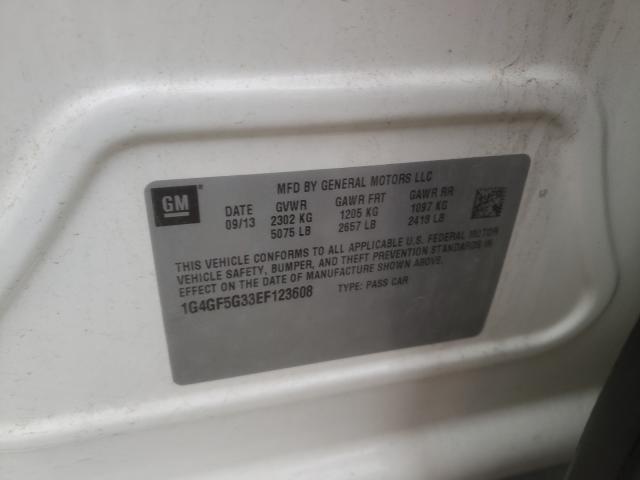 MFD BY GENERAL MOTORS LLC
GM
DATE GVWR GAWR FRT GAWR RR
09/13 2302 KG 1205 KG 1097 KG
5075 LB 2657 LB 2418 LB
THIS VEHICLE CONFORMS TO ALL APPLICABLE U.S. FEDERAL MOTOR
VEHICLE SAFETY, BUMPER, AND THEFT PREVENTION STANDARDS IN
EFFECT ON THE DATE OF MANUFACTURE SHOWN ABOVE.
1G4GF5G33EF123608 TYPE: PASS CAR